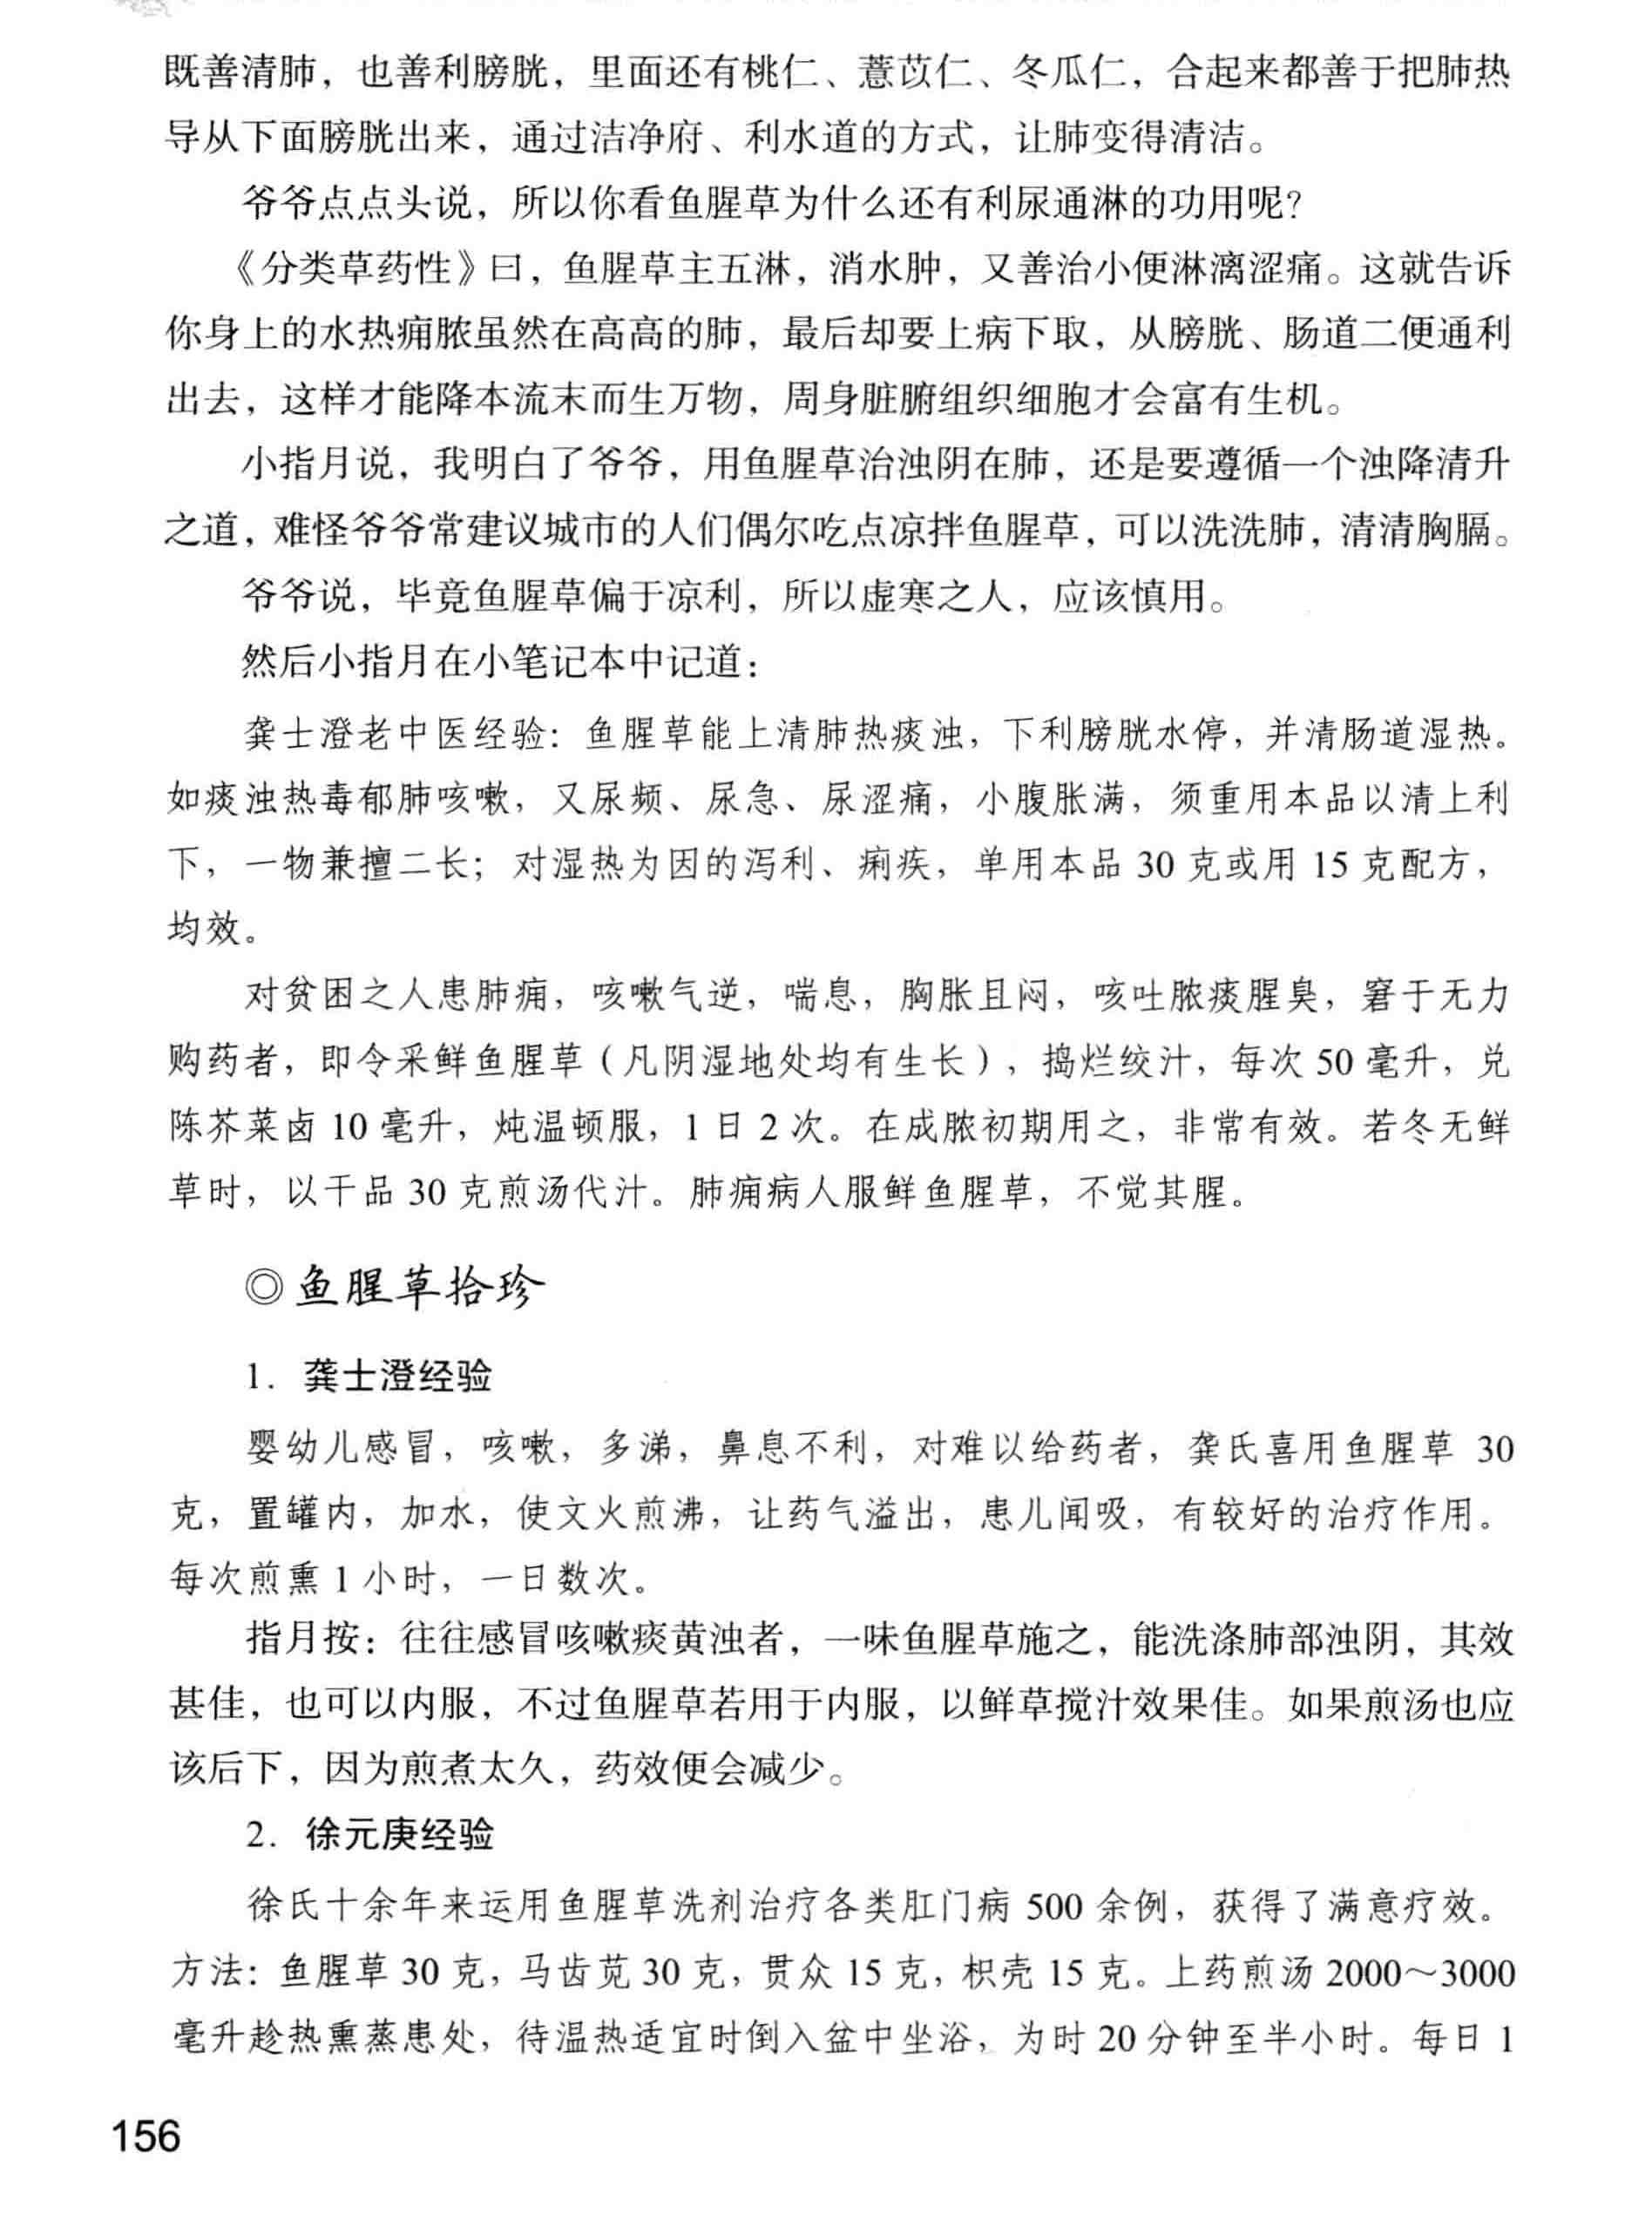 既善清肺，也善利膀胱，里面还有桃仁、薏苡仁、冬瓜仁，合起来都善于把肺热
导从下面膀胱出来，通过洁净府、利水道的方式，让肺变得清洁。
爷爷点点头说，所以你看鱼腥草为什么还有利尿通淋的功用呢？
《分类草药性》曰，鱼腥草主五淋，消水肿，又善治小便淋漓涩痛。这就告诉
你身上的水热痈脓虽然在高高的肺，最后却要上病下取，从膀胱、肠道二便通利
出去，这样才能降本流末而生万物，周身脏腑组织细胞才会富有生机。
小指月说，我明白了爷爷，用鱼腥草治浊阴在肺，还是要遵循一个浊降清升
之道，难怪爷爷常建议城市的人们偶尔吃点凉拌鱼腥草，可以洗洗肺，清清胸膈。
爷爷说，毕竟鱼腥草偏于凉利，所以虚寒之人，应该慎用。
然后小指月在小笔记本中记道：
龚士澄老中医经验：鱼腥草能上清肺热痰浊，下利膀胱水停，并清肠道湿热。
如痰浊热毒郁肺咳嗽，又尿频、尿急、尿涩痛，小腹胀满，须重用本品以清上利
下，一物兼擅二长；对湿热为因的泻利、痢疾，单用本品 30 克或用 15 克配方，
均效。
对贫困之人患肺痈，咳嗽气逆，喘息，胸胀且闷，咳吐脓痰腥臭，窘于无力
购药者，即令采鲜鱼腥草（凡阴湿地处均有生长），捣烂绞汁，每次 50 毫升，兑
陈芥菜卤 10 毫升，炖温顿服，1 日 2 次。在成脓初期用之，非常有效。若冬无鲜
草时，以干品 30 克煎汤代汁。肺痈病人服鲜鱼腥草，不觉其腥。
◎鱼腥草拾珍
1. 龚士澄经验
婴幼儿感冒，咳嗽，多涕，鼻息不利，对难以给药者，龚氏喜用鱼腥草 30
克，置罐内，加水，使文火煎沸，让药气溢出，患儿闻吸，有较好的治疗作用。
每次煎熏 1 小时，一日数次。
指月按：往往感冒咳嗽痰黄浊者，一味鱼腥草施之，能洗涤肺部浊阴，其效
甚佳，也可以内服，不过鱼腥草若用于内服，以鲜草搅汁效果佳。如果煎汤也应
该后下，因为煎煮太久，药效便会减少。
2. 徐元庚经验
徐氏十余年来运用鱼腥草洗剂治疗各类肛门病 500 余例，获得了满意疗效。
方法：鱼腥草 30 克，马齿苋 30 克，贯众 15 克，枳壳 15 克。上药煎汤 2000～3000
毫升趁热熏蒸患处，待温热适宜时倒入盆中坐浴，为时 20 分钟至半小时。每日 1
156